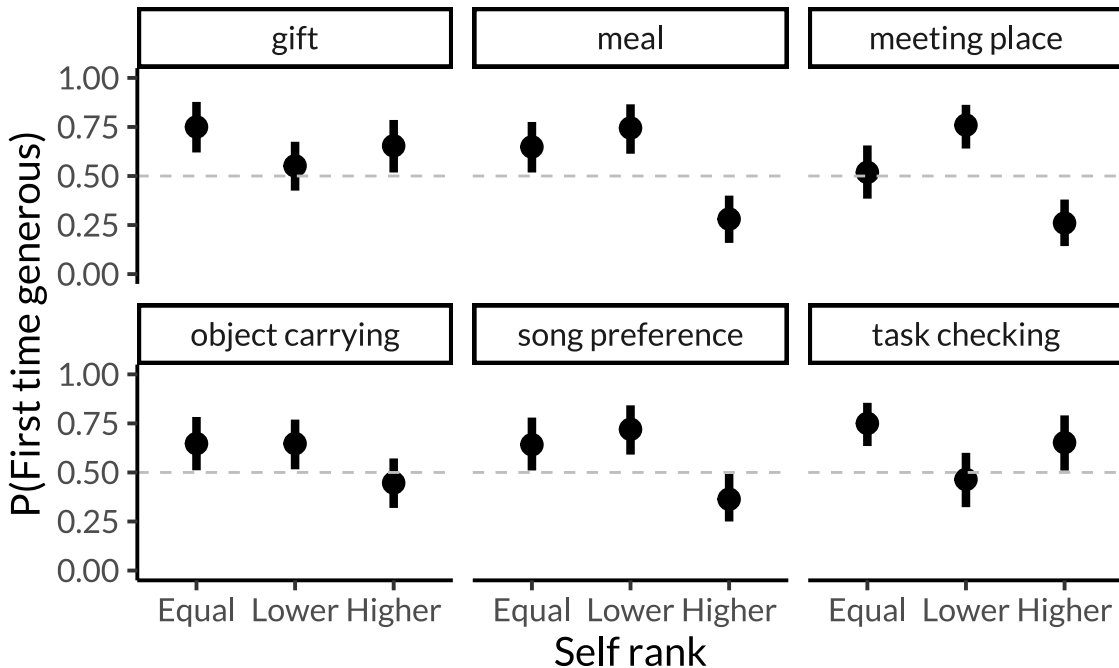 gift
meal
meeting place
P(First time generous)
1.00
0.75
0.50
0.25
0.00
object carrying
song preference
task checking
1.00
0.75
0.50
0.25
0.00
Equal Lower Higher
Equal Lower Higher
Equal Lower Higher
Self rank